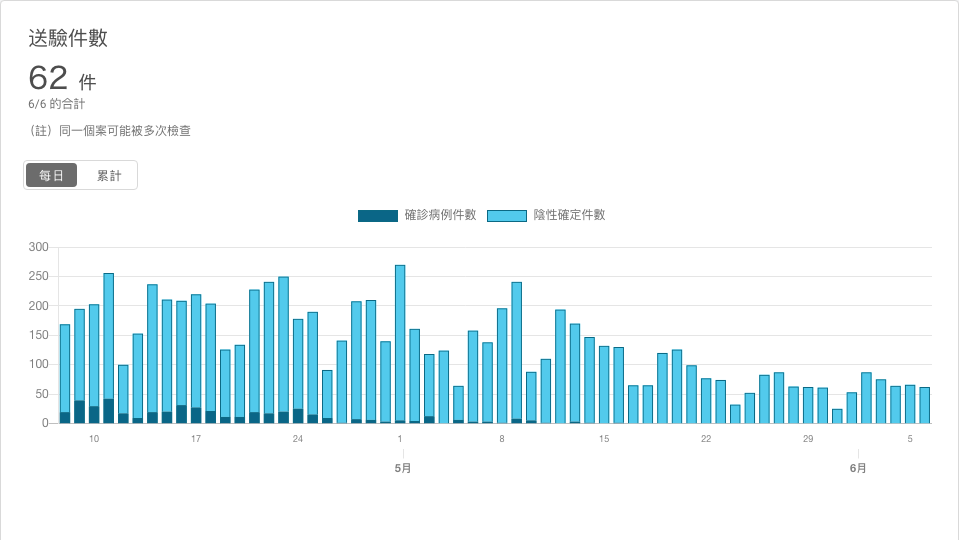 送驗件數
62 件
6/6 的合計
（註）同一個案可能被多次檢查
每日 累計
確診病例件數 陰性確定件數
300
250
200
150
100
50
0
10 17 24 1 8 15 22 29 5
5月 6月